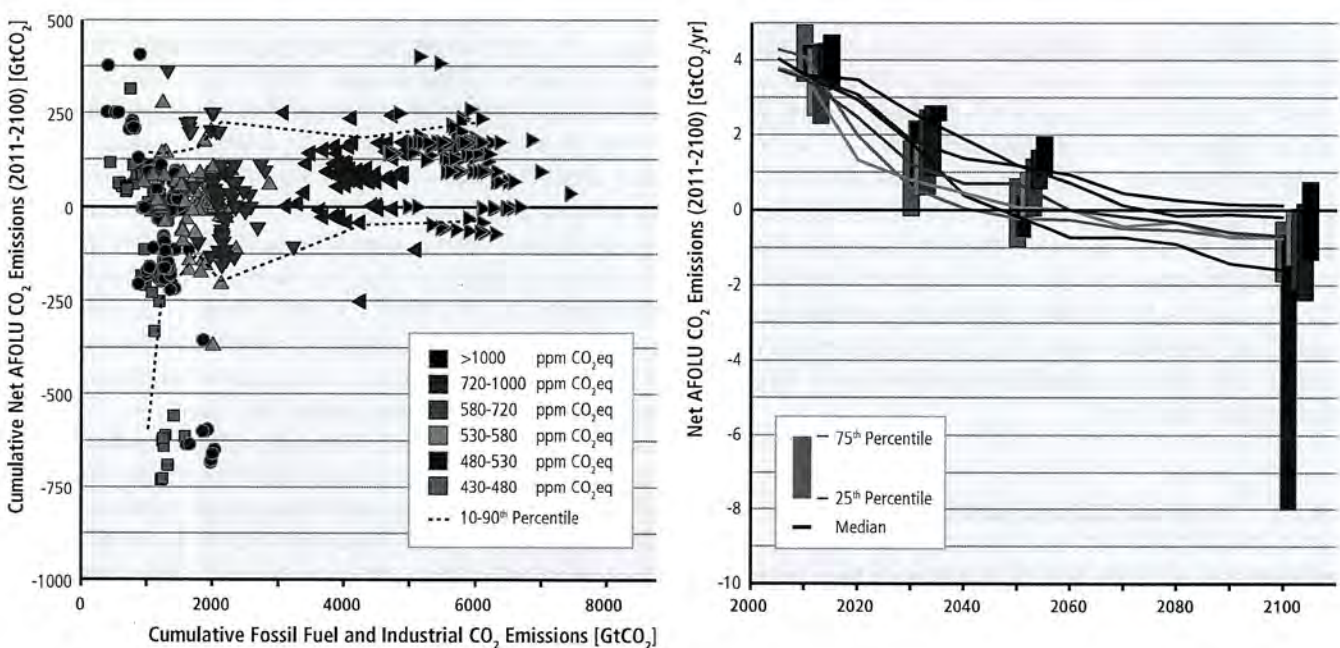 Cumulative Net AFOLU CO₂ Emissions (2011-2100) [GtCO₂]
500
250
0
-250
-500
-750
-1000
0 2000 4000 6000 8000
Cumulative Fossil Fuel and Industrial CO₂ Emissions [GtCO₂]
>1000 ppm CO₂eq
720-1000 ppm CO₂eq
580-720 ppm CO₂eq
530-580 ppm CO₂eq
480-530 ppm CO₂eq
430-480 ppm CO₂eq
10-90th Percentile
Net AFOLU CO₂ Emissions (2011-2100) [GtCO₂/yr]
4
2
0
-2
-4
-6
-8
-10
2000 2020 2040 2060 2080 2100
75th Percentile
25th Percentile
Median